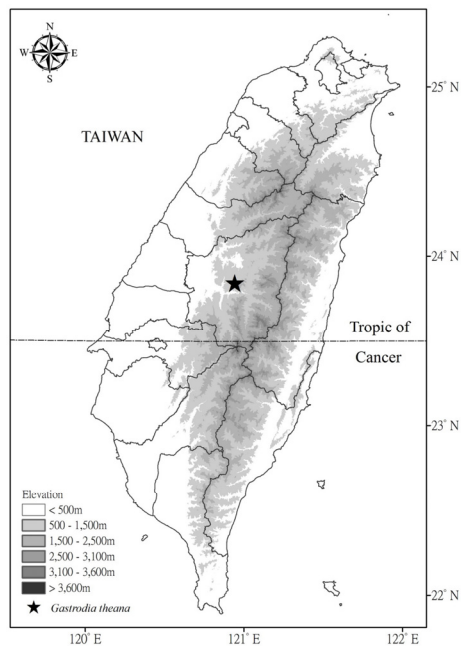 N
W E
S
25° N
TAIWAN
24° N
Tropic of
Cancer
23° N
Elevation
< 500m
500 - 1,500m
1,500 - 2,500m
2,500 - 3,100m
3,100 - 3,600m
> 3,600m
Gastrodia theana
22° N
120° E 121° E 122° E